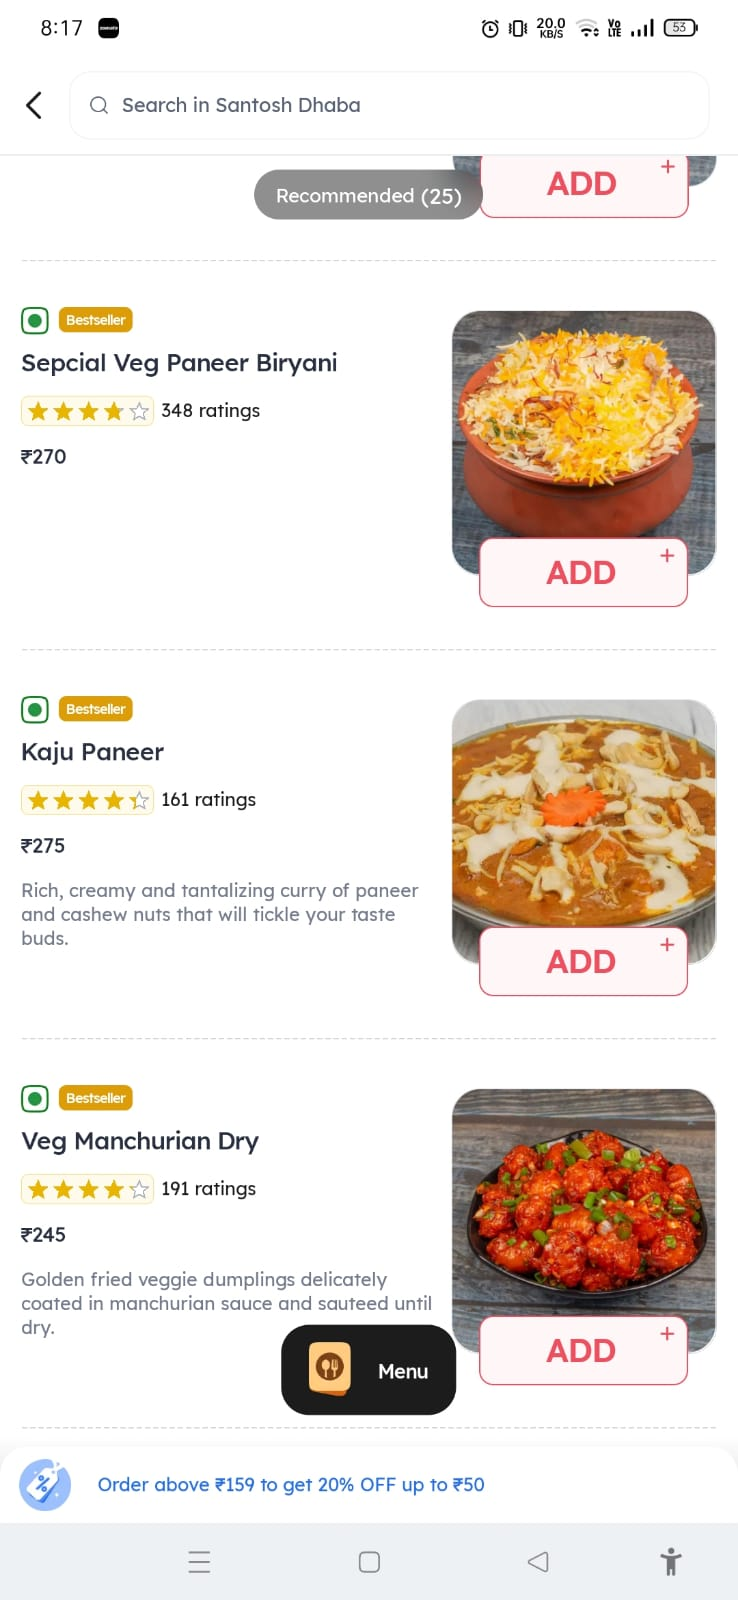 8:17
20.0
KB/S
Vo
LTE
53
Search in Santosh Dhaba
ADD +
Recommended (25)
Bestseller
Sepcial Veg Paneer Biryani
348 ratings
₹270
ADD +
Bestseller
Kaju Paneer
161 ratings
₹275
Rich, creamy and tantalizing curry of paneer
and cashew nuts that will tickle your taste
buds.
ADD +
Bestseller
Veg Manchurian Dry
191 ratings
₹245
Golden fried veggie dumplings delicately
coated in manchurian sauce and sauteed until
dry.
ADD +
Menu
Order above ₹159 to get 20% OFF up to ₹50